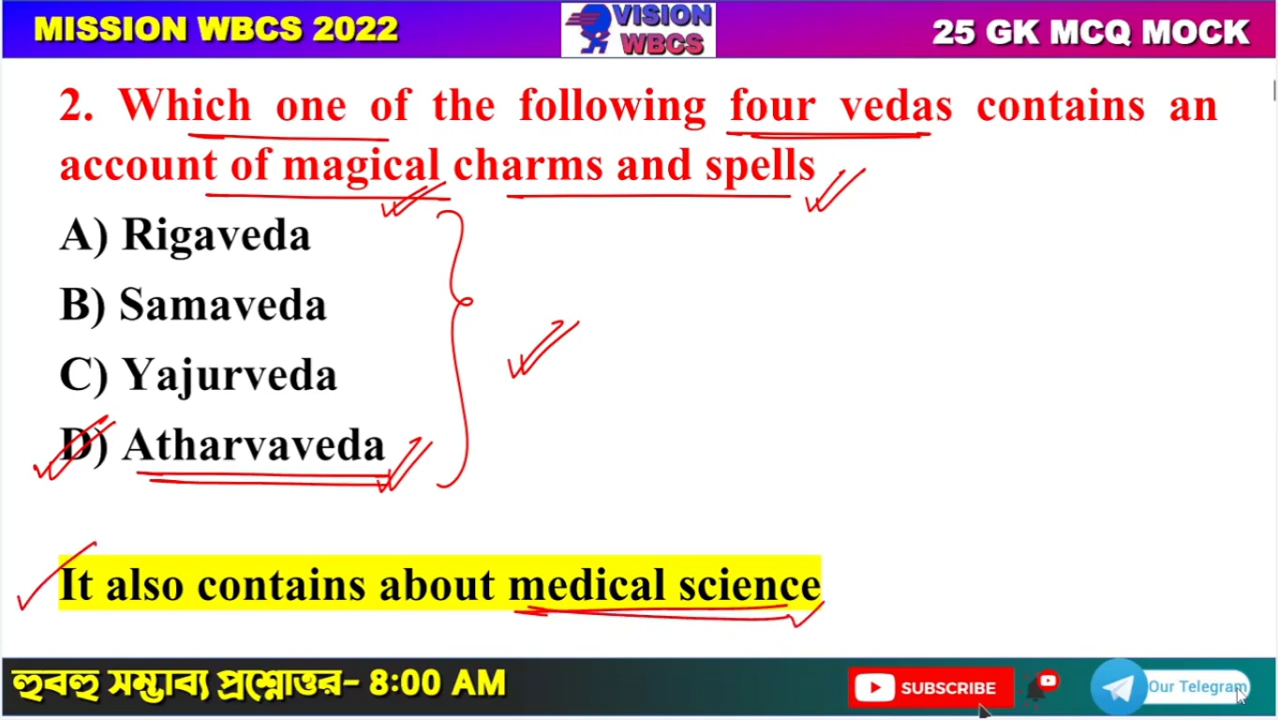 MISSION WBCS 2022
VISION
WBCS
25 GK MCQ MOCK
2. Which one of the following four vedas contains an
account of magical charms and spells
A) Rigaveda
B) Samaveda
C) Yajurveda
D) Atharvaveda
It also contains about medical science
হুবহু সম্ভাব্য প্রশ্নোত্তর- 8:00 AM
SUBSCRIBE
Our Telegram